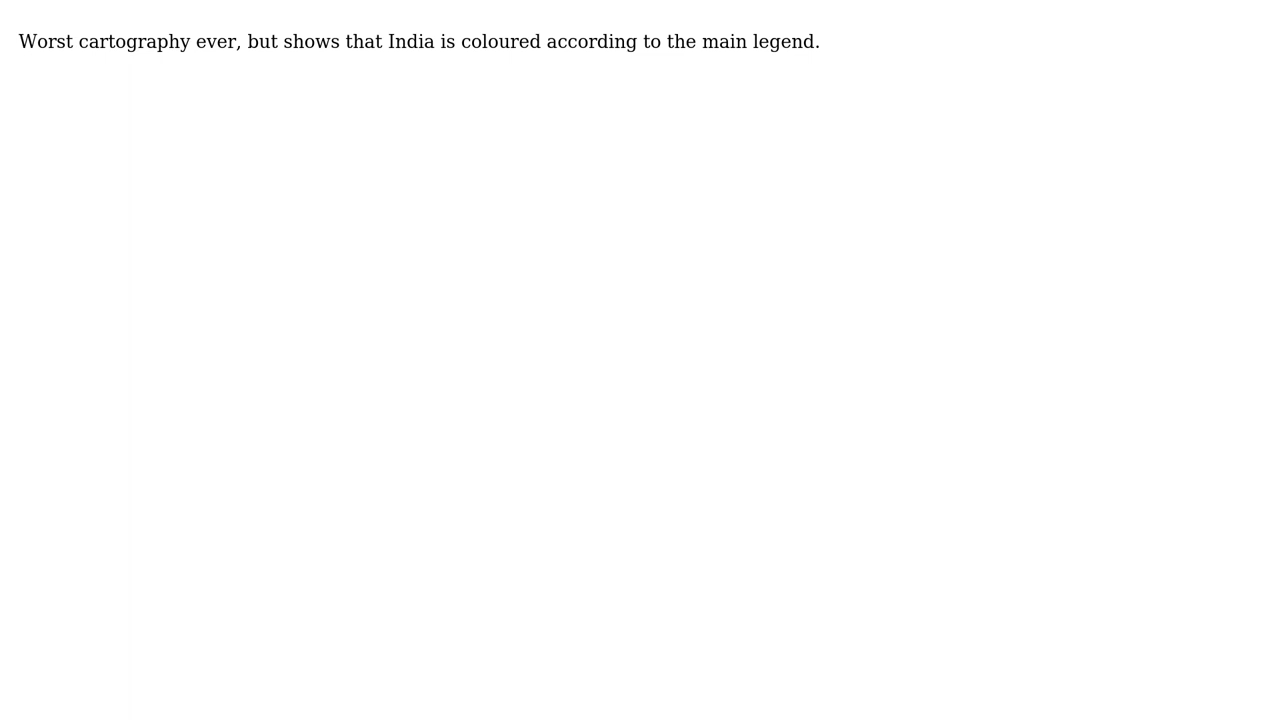 Worst cartography ever, but shows that India is coloured according to the main legend.